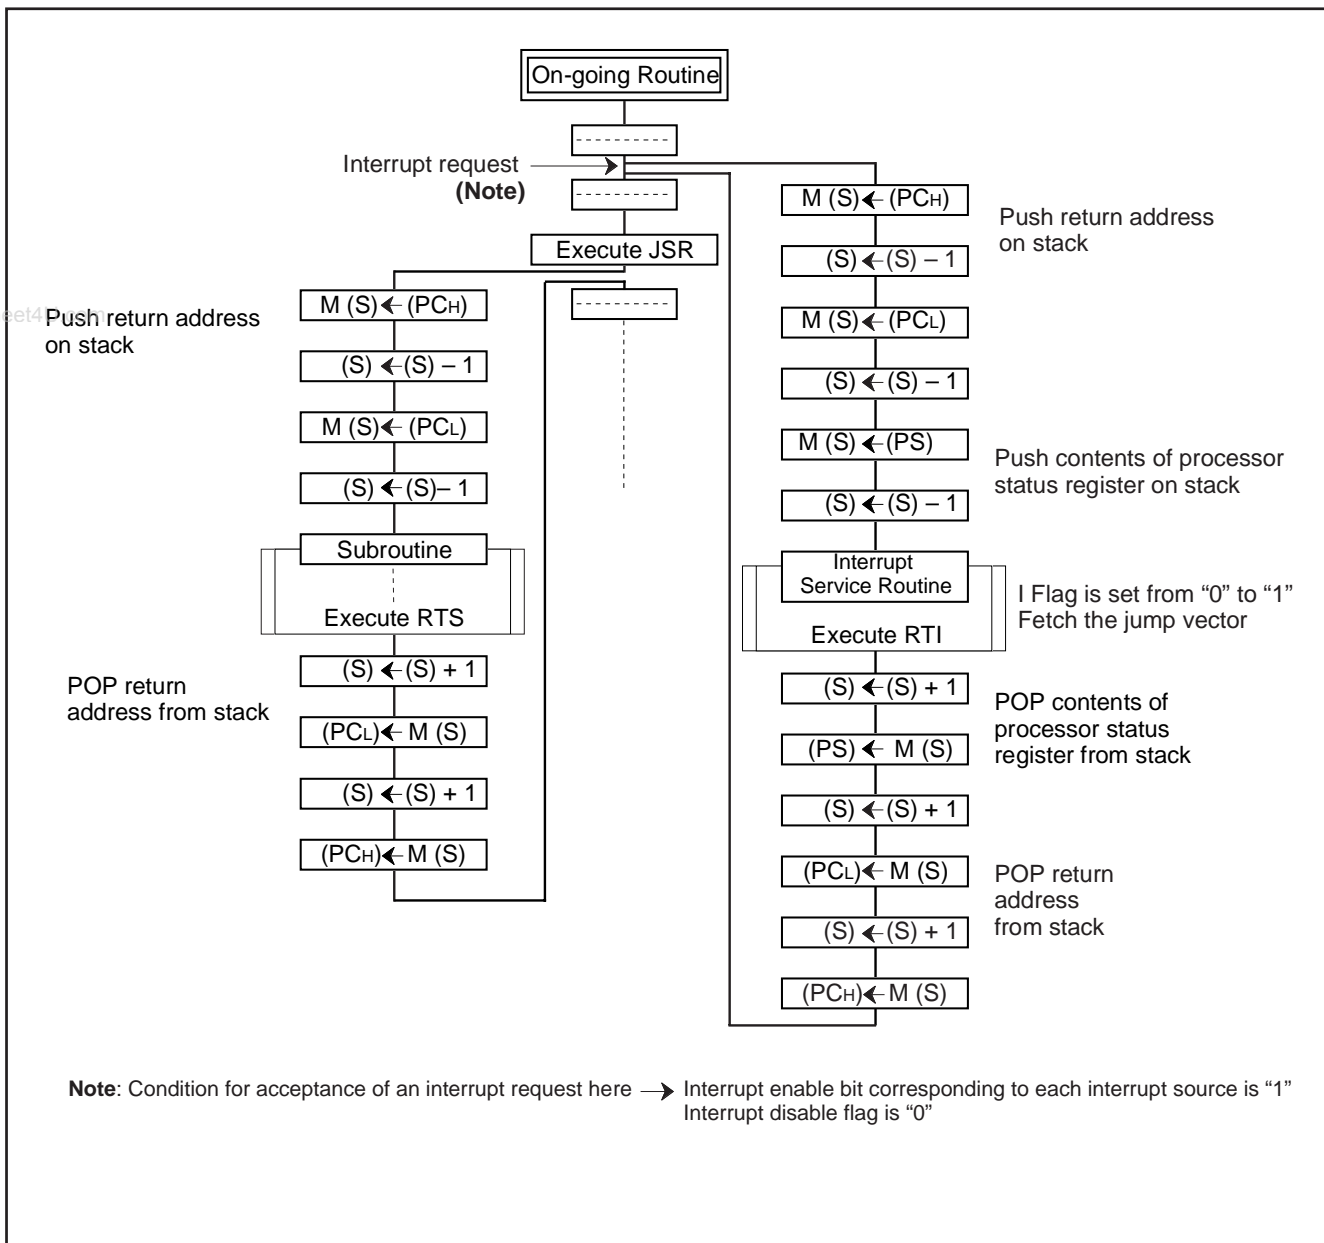 On-going Routine
Interrupt request
(Note)
Execute JSR
Push return address
on stack
M (S) ← (PCH)
(S) ← (S) – 1
M (S) ← (PCL)
(S) ← (S) – 1
Subroutine
Execute RTS
POP return
address from stack
(S) ← (S) + 1
(PCL) ← M (S)
(S) ← (S) + 1
(PCH) ← M (S)
M (S) ← (PCH)
(S) ← (S) – 1
M (S) ← (PCL)
(S) ← (S) – 1
M (S) ← (PS)
(S) ← (S) – 1
Push return address
on stack
Push contents of processor
status register on stack
Interrupt
Service Routine
Execute RTI
I Flag is set from “0” to “1”
Fetch the jump vector
(S) ← (S) + 1
(PS) ← M (S)
(S) ← (S) + 1
(PCL) ← M (S)
(S) ← (S) + 1
(PCH) ← M (S)
POP contents of
processor status
register from stack
POP return
address
from stack
Note: Condition for acceptance of an interrupt request here → Interrupt enable bit corresponding to each interrupt source is “1”
Interrupt disable flag is “0”